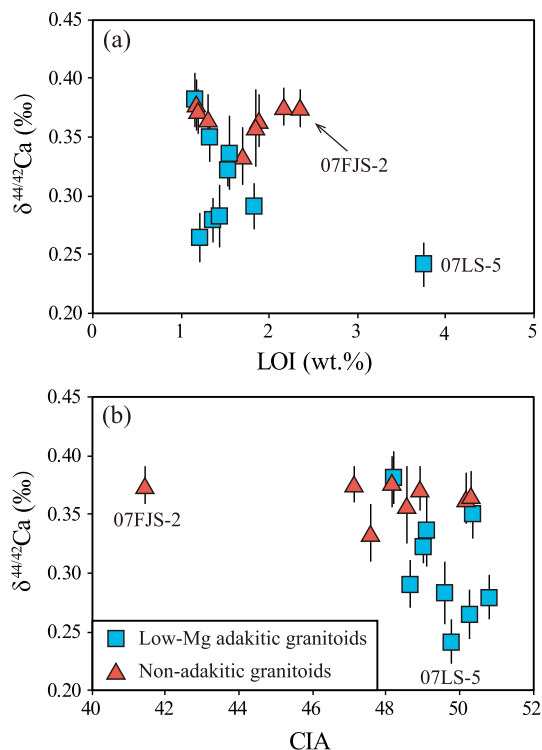 (a)
δ44/42Ca (‰)
0.45
0.40
0.35
0.30
0.25
0.20
07FJS-2
07LS-5
0 1 2 3 4 5
LOI (wt.%)
(b)
δ44/42Ca (‰)
0.45
0.40
0.35
0.30
0.25
0.20
07FJS-2
Low-Mg adakitic granitoids
Non-adakitic granitoids
07LS-5
40 42 44 46 48 50 52
CIA